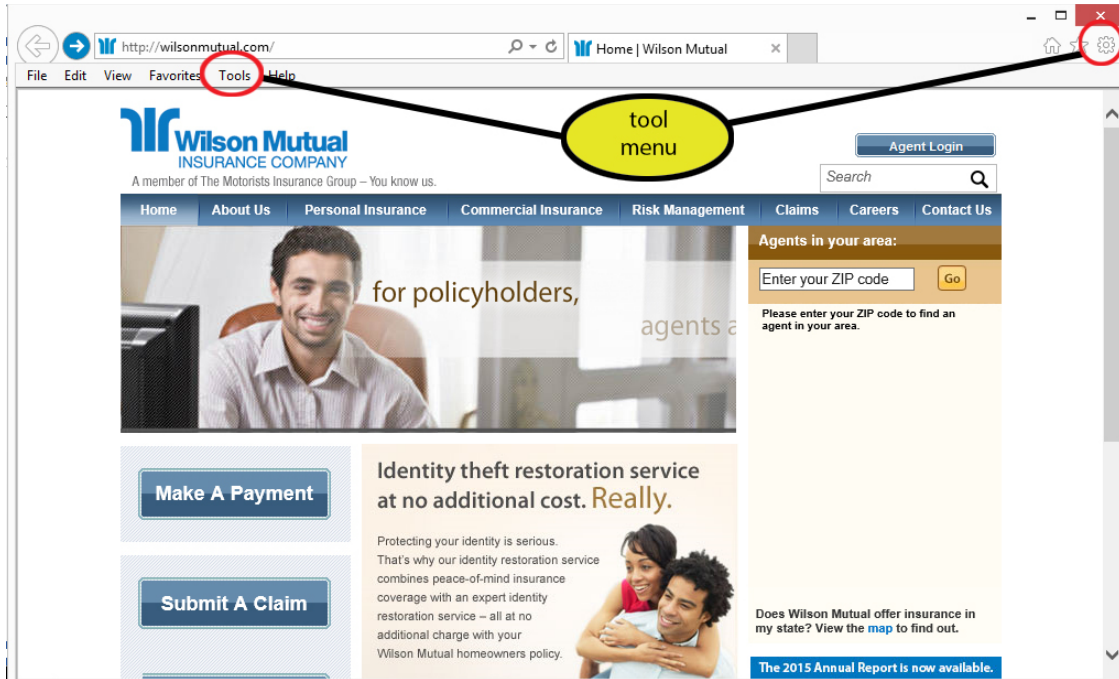 http://wilsonmutual.com/
Home | Wilson Mutual
File Edit View Favorites Tools Help
tool
menu
Wilson Mutual
INSURANCE COMPANY
A member of The Motorists Insurance Group – You know us.
Agent Login
Search
Home About Us Personal Insurance Commercial Insurance Risk Management Claims Careers Contact Us
for policyholders,
agents a
Agents in your area:
Enter your ZIP code Go
Please enter your ZIP code to find an
agent in your area.
Make A Payment
Submit A Claim
Identity theft restoration service
at no additional cost. Really.
Protecting your identity is serious.
That's why our identity restoration service
combines peace-of-mind insurance
coverage with an expert identity
restoration service – all at no
additional charge with your
Wilson Mutual homeowners policy.
Does Wilson Mutual offer insurance in
my state? View the map to find out.
The 2015 Annual Report is now available.